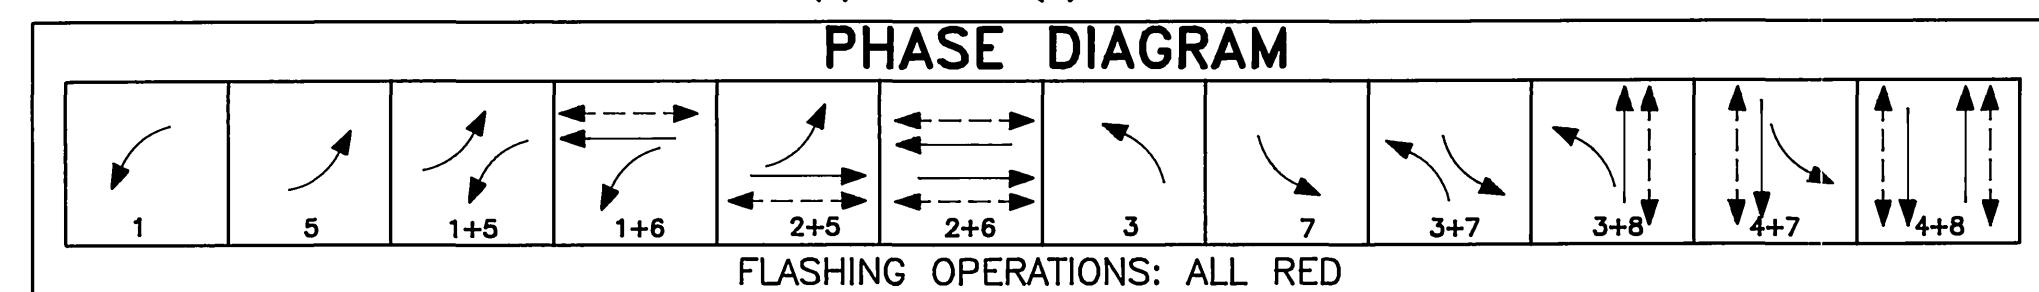 PHASE DIAGRAM
1 5 1+5 1+6 2+5 2+6 3 7 3+7 3+8 4+7 4+8
FLASHING OPERATIONS: ALL RED